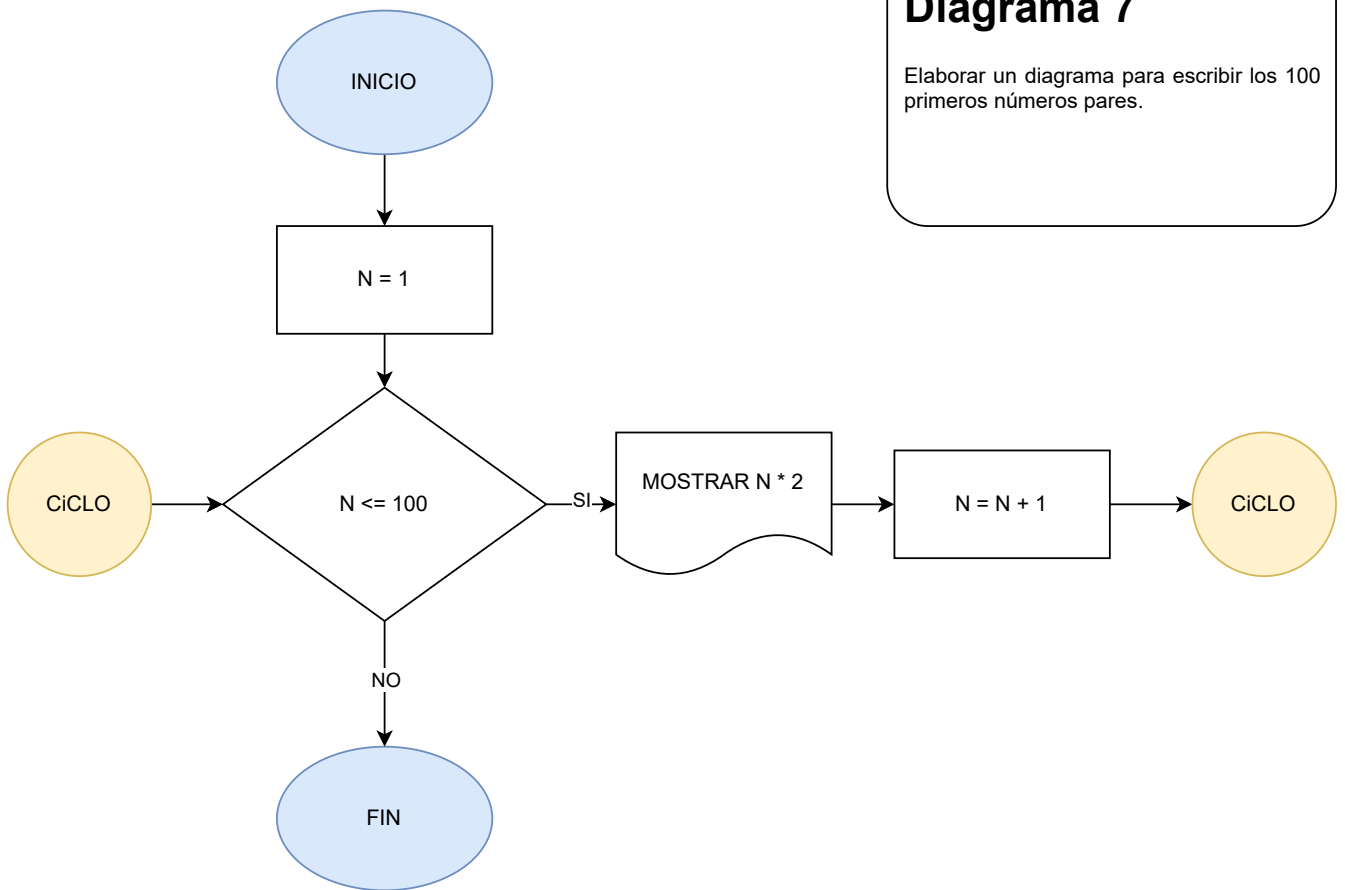 Diagrama 7
Elaborar un diagrama para escribir los 100
primeros números pares.
INICIO
N = 1
CiCLO
N <= 100
SI
MOSTRAR N * 2
N = N + 1
CiCLO
NO
FIN